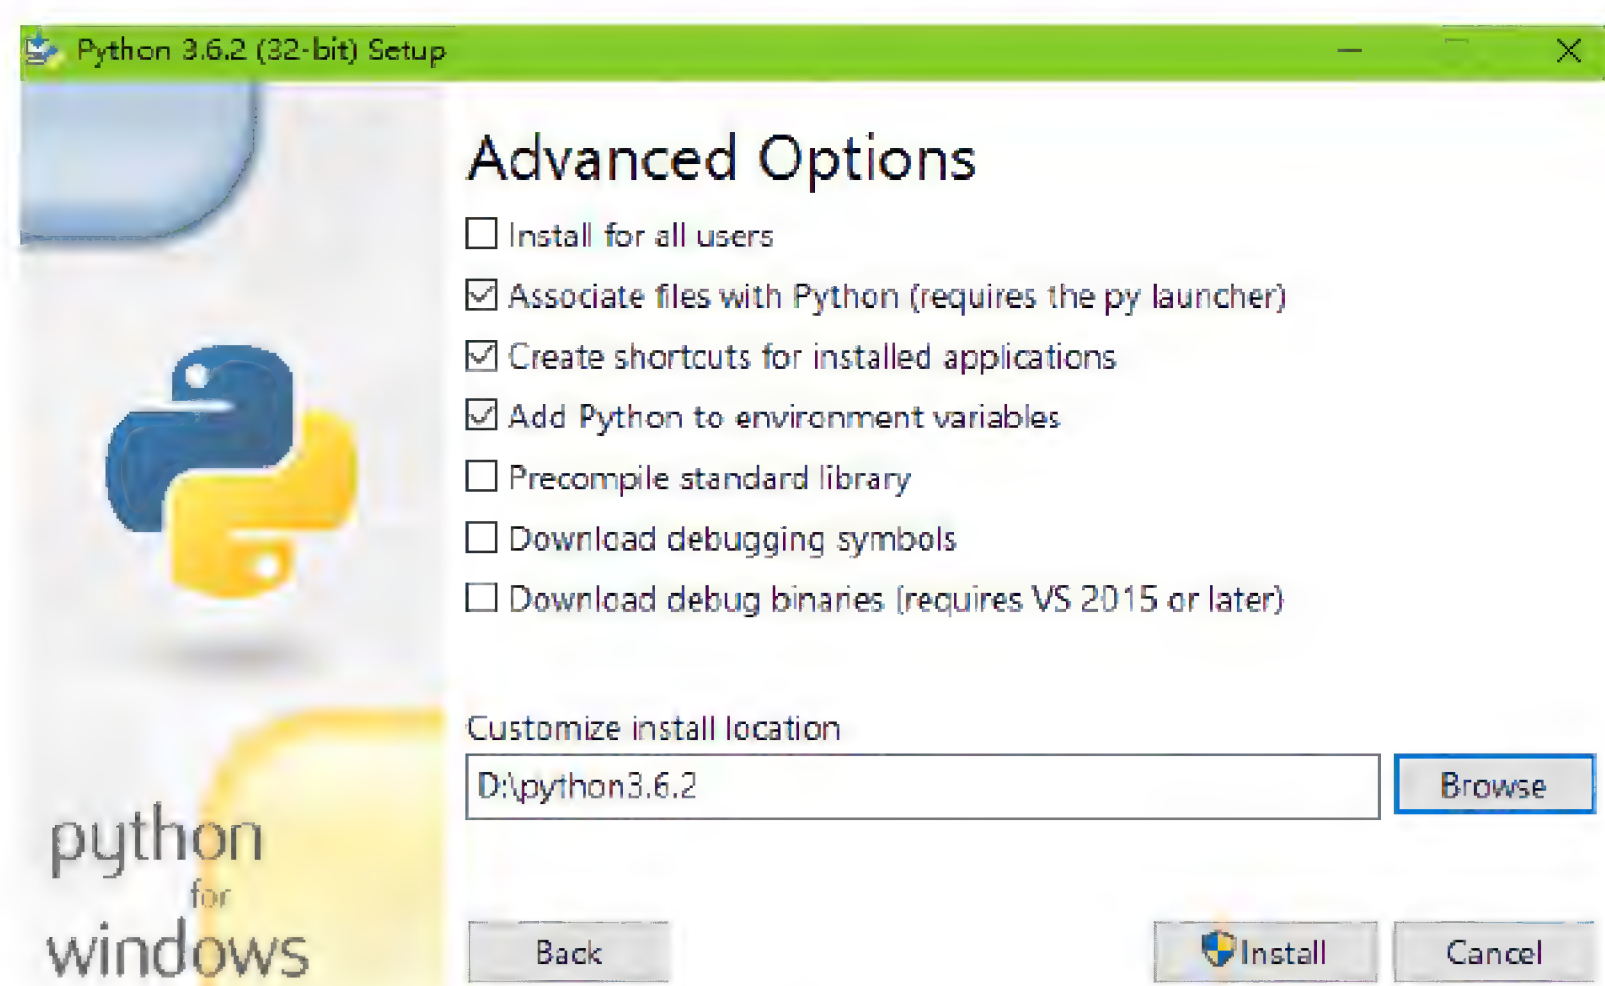 Python 3.6.2 (32-bit) Setup
Advanced Options
Install for all users
Associate files with Python (requires the py launcher)
Create shortcuts for installed applications
Add Python to environment variables
Precompile standard library
Download debugging symbols
Download debug binaries (requires VS 2015 or later)
Customize install location
D:\python3.6.2
Browse
python
for
windows
Back
Install
Cancel